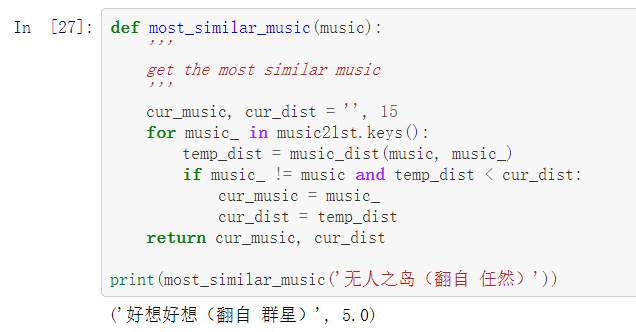 In [27]: def most_similar_music(music):
    '''
    get the most similar music
    '''
    cur_music, cur_dist = '', 15
    for music_ in music2lst.keys():
        temp_dist = music_dist(music, music_)
        if music_ != music and temp_dist < cur_dist:
            cur_music = music_
            cur_dist = temp_dist
    return cur_music, cur_dist
print(most_similar_music('无人之岛（翻自 任然）'))
('好想好想（翻自 群星）', 5.0)